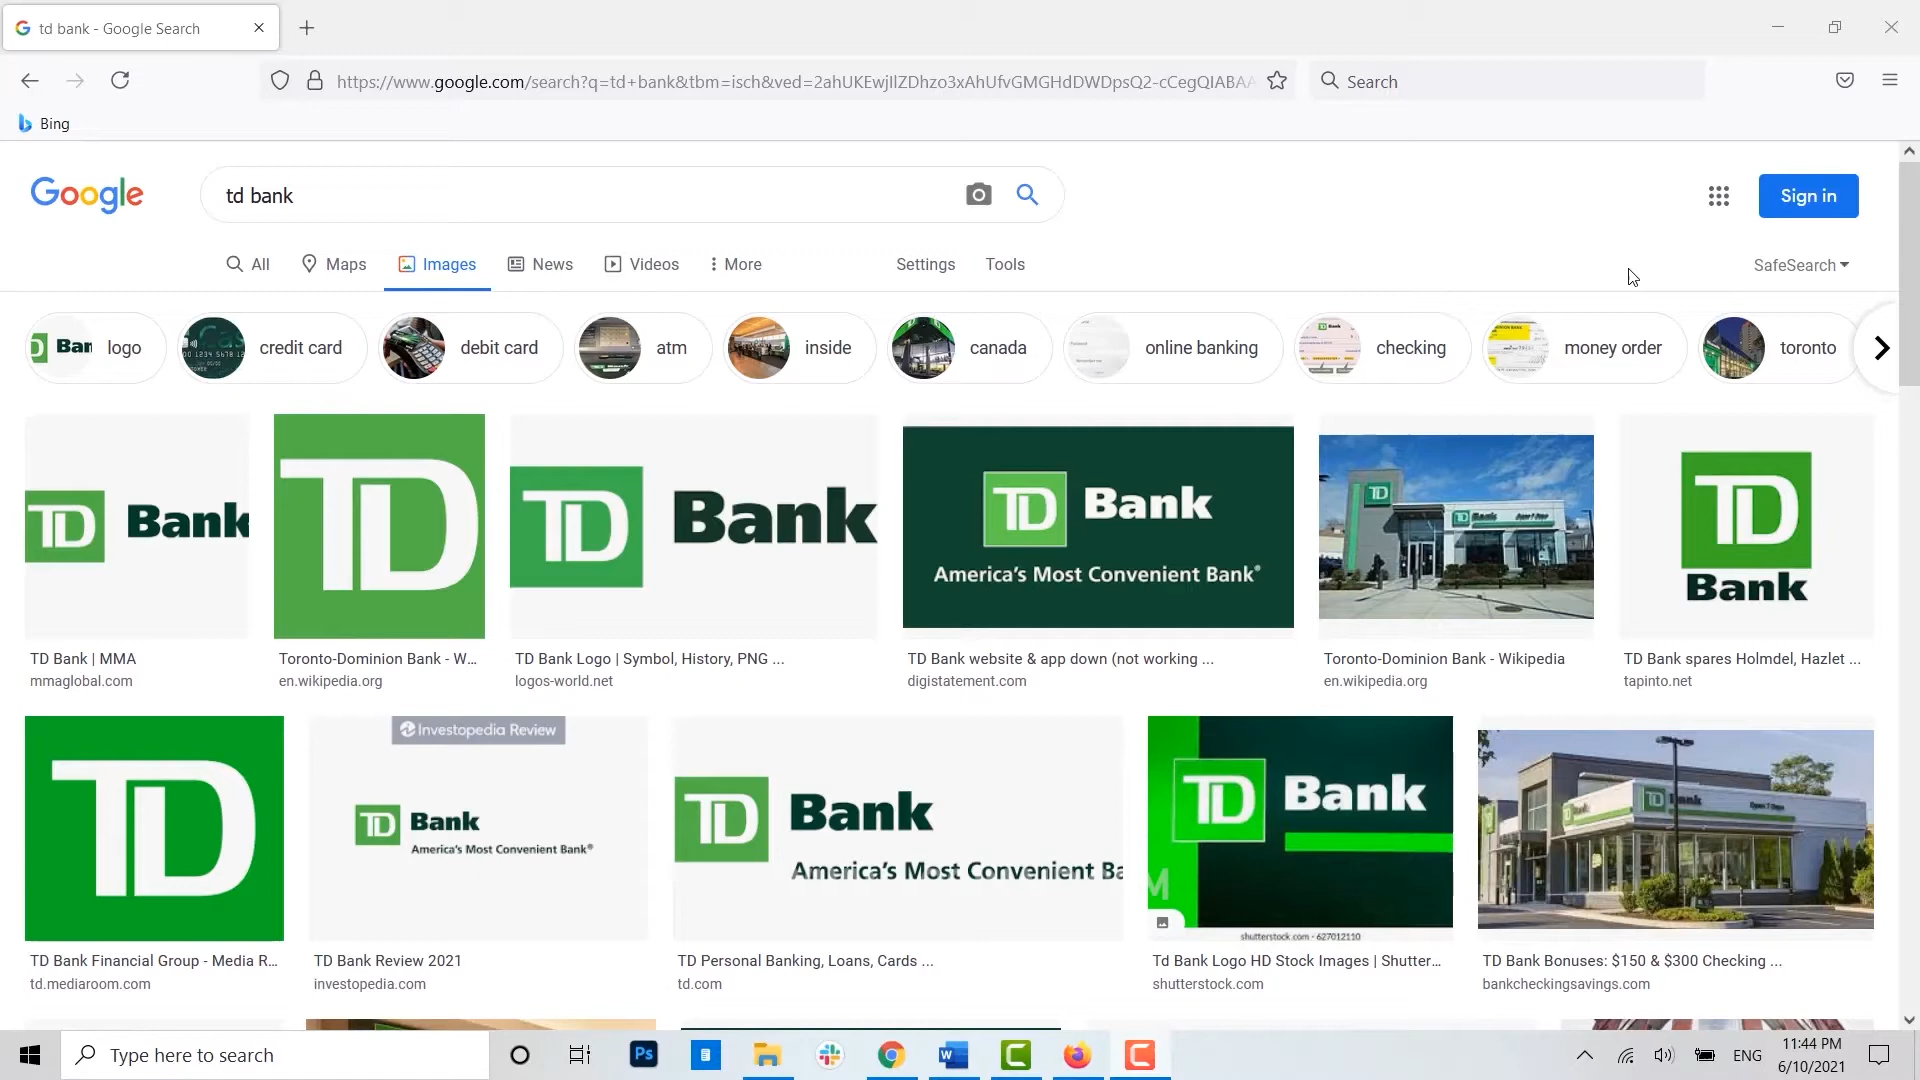 td bank - Google Search
https://www.google.com/search?q=td+bank&tbm=isch&ved=2ahUKEwjIlZDhzo3xAhUfvGMGHdDWDpsQ2-cCegQIABAA
Search
Bing
Google
td bank
Sign in
All
Maps
Images
News
Videos
More
Settings
Tools
SafeSearch
logo
credit card
debit card
atm
inside
canada
online banking
checking
money order
toronto
TD Bank
TD
TD Bank
TD Bank
America's Most Convenient Bank®
TD
TD Bank
TD Bank | MMA
mmaglobal.com
Toronto-Dominion Bank - W...
en.wikipedia.org
TD Bank Logo | Symbol, History, PNG ...
logos-world.net
TD Bank website & app down (not working ...
digistatement.com
Toronto-Dominion Bank - Wikipedia
en.wikipedia.org
TD Bank spares Holmdel, Hazlet ...
tapinto.net
TD
Investopedia Review
TD Bank
America's Most Convenient Bank®
TD Bank
America's Most Convenient Ba
TD Bank
shutterstock.com • 627012110
TD Bank
TD Bank Financial Group - Media R...
td.mediaroom.com
TD Bank Review 2021
investopedia.com
TD Personal Banking, Loans, Cards ...
td.com
Td Bank Logo HD Stock Images | Shutter...
shutterstock.com
TD Bank Bonuses: $150 & $300 Checking ...
bankcheckingsavings.com
Type here to search
Ps
ENG
11:44 PM
6/10/2021